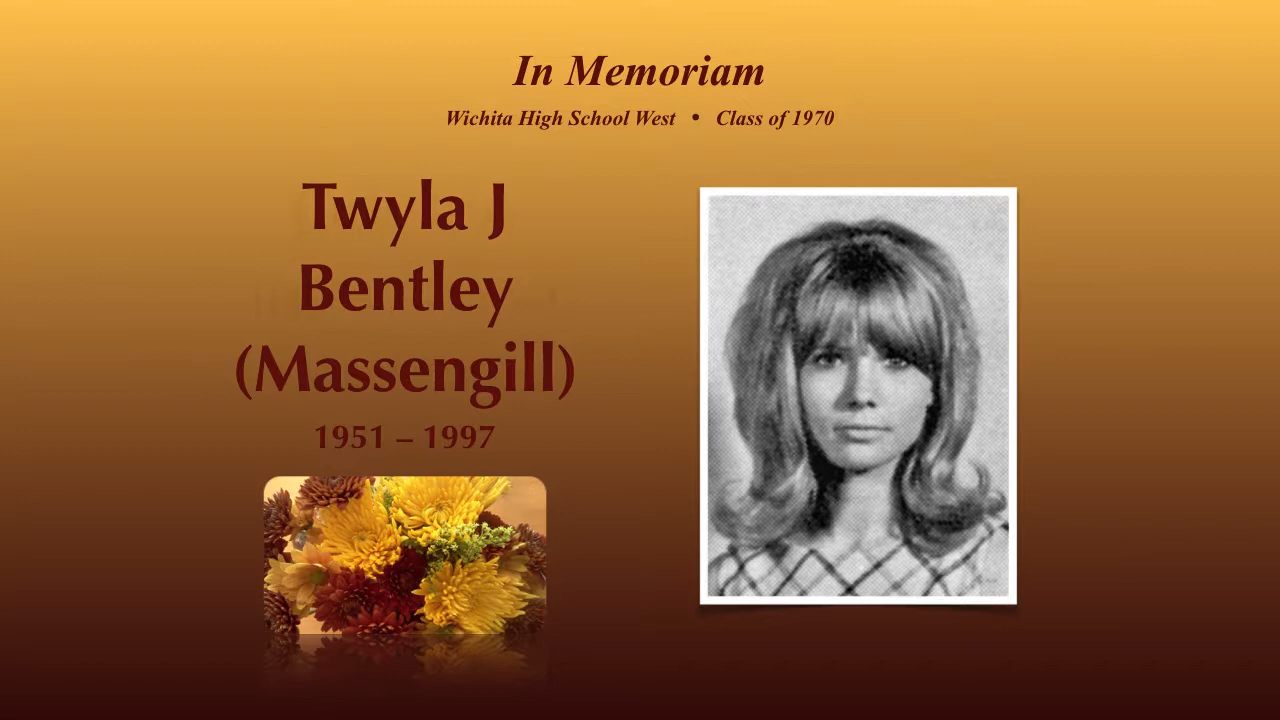 In Memoriam
Wichita High School West • Class of 1970
Twyla J
Bentley
(Massengill)
1951 – 1997